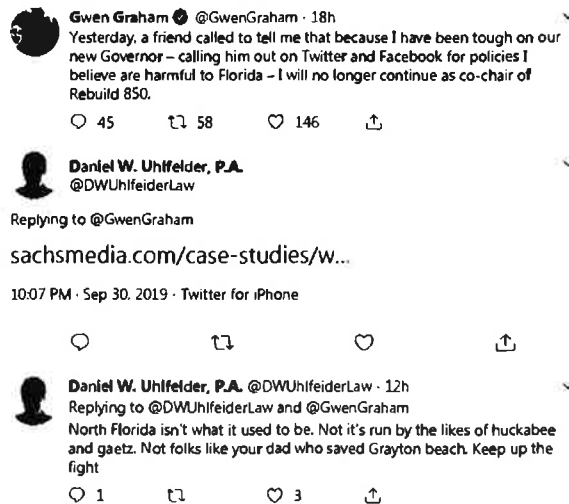 Gwen Graham @GwenGraham · 18h
Yesterday, a friend called to tell me that because I have been tough on our
new Governor – calling him out on Twitter and Facebook for policies I
believe are harmful to Florida – I will no longer continue as co-chair of
Rebuild 850.
45 58 146
Daniel W. Uhlfelder, P.A.
@DWUhlfelderLaw
Replying to @GwenGraham
sachsmedia.com/case-studies/w...
10:07 PM · Sep 30, 2019 · Twitter for iPhone
Daniel W. Uhlfelder, P.A. @DWUhlfelderLaw · 12h
Replying to @DWUhlfelderLaw and @GwenGraham
North Florida isn't what it used to be. Not it's run by the likes of huckabee
and gaetz. Not folks like your dad who saved Grayton beach. Keep up the
fight
1 3